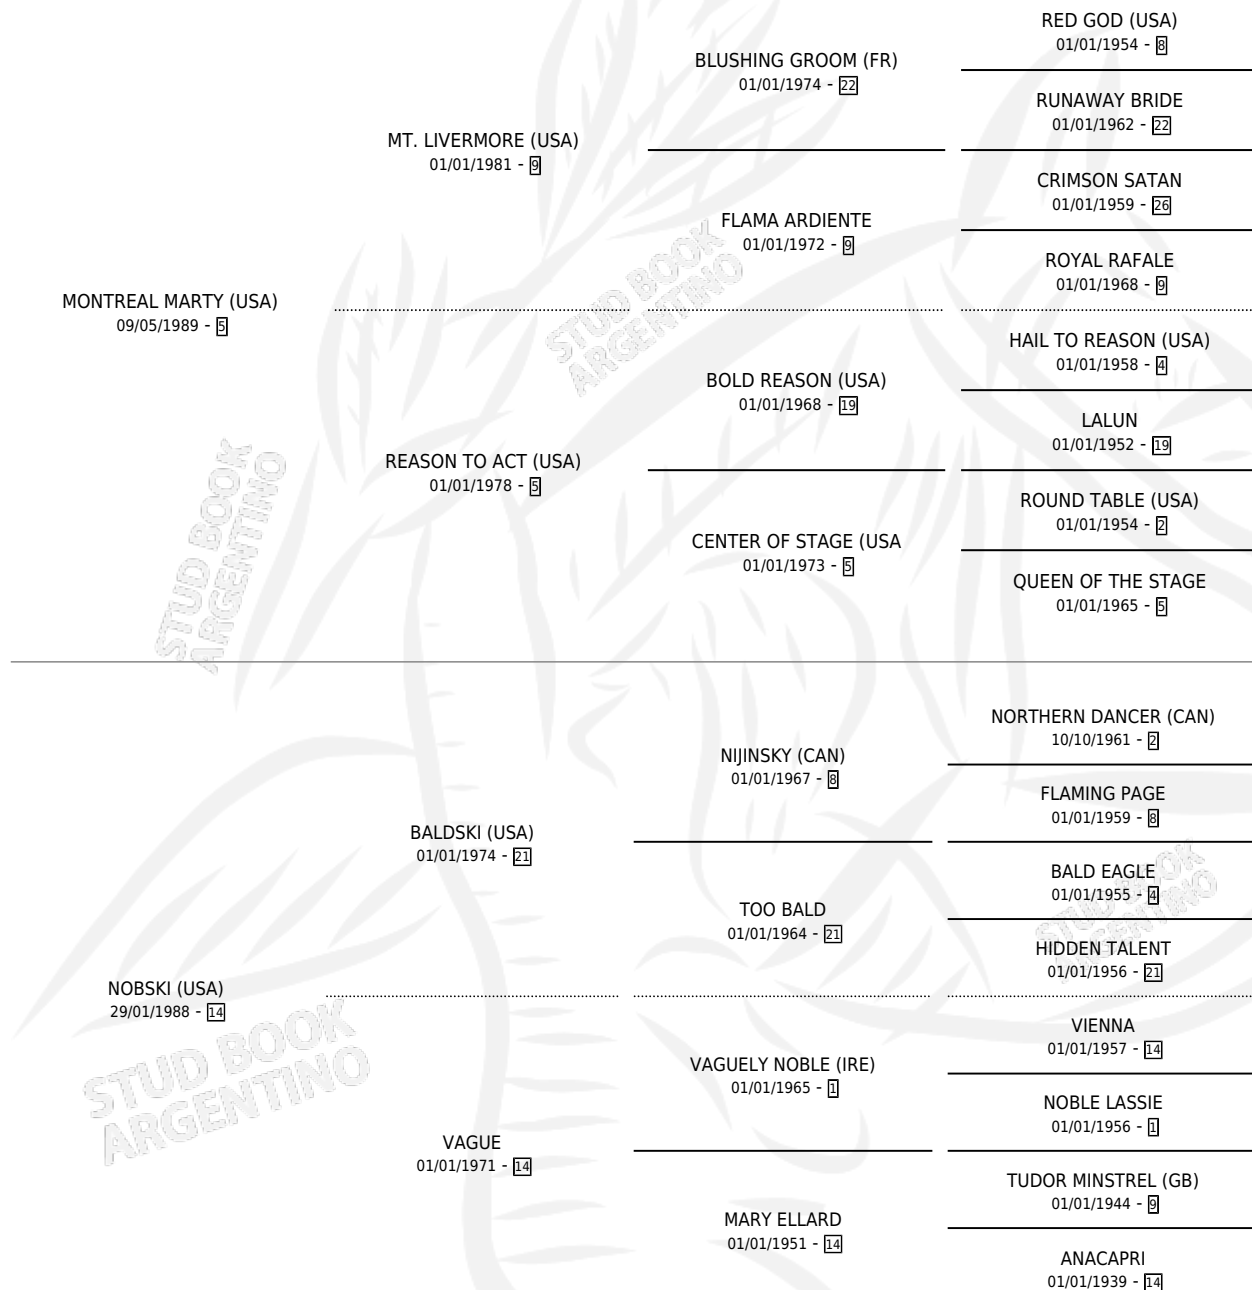 RED GOD (USA)
01/01/1954 - 8
BLUSHING GROOM (FR)
01/01/1974 - 22
RUNAWAY BRIDE
01/01/1962 - 22
MT. LIVERMORE (USA)
01/01/1981 - 9
CRIMSON SATAN
01/01/1959 - 26
FLAMA ARDIENTE
01/01/1972 - 9
ROYAL RAFALE
01/01/1968 - 9
MONTREAL MARTY (USA)
09/05/1989 - 5
HAIL TO REASON (USA)
01/01/1958 - 4
BOLD REASON (USA)
01/01/1968 - 19
LALUN
01/01/1952 - 19
REASON TO ACT (USA)
01/01/1978 - 5
ROUND TABLE (USA)
01/01/1954 - 2
CENTER OF STAGE (USA
01/01/1973 - 5
QUEEN OF THE STAGE
01/01/1965 - 5
NORTHERN DANCER (CAN)
10/10/1961 - 2
NIJINSKY (CAN)
01/01/1967 - 8
FLAMING PAGE
01/01/1959 - 8
BALDSKI (USA)
01/01/1974 - 21
BALD EAGLE
01/01/1955 - 4
TOO BALD
01/01/1964 - 21
HIDDEN TALENT
01/01/1956 - 21
NOBSKI (USA)
29/01/1988 - 14
VIENNA
01/01/1957 - 14
VAGUELY NOBLE (IRE)
01/01/1965 - 1
NOBLE LASSIE
01/01/1956 - 1
VAGUE
01/01/1971 - 14
TUDOR MINSTREL (GB)
01/01/1944 - 9
MARY ELLARD
01/01/1951 - 14
ANACAPRI
01/01/1939 - 14
STUD BOOK
ARGENTINO
STUD BOOK
ARGENTINO
STUD BOOK
ARGENTINO
STUD BOOK
ARGENTINO